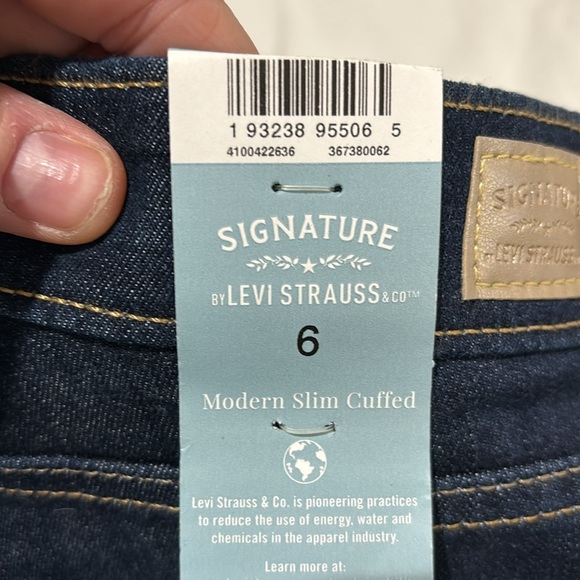 1 93238 95506 5
4100422636 367380062
SIGNATURE
BY LEVI STRAUSS & CO™
6
Modern Slim Cuffed
Levi Strauss & Co. is pioneering practices
to reduce the use of energy, water and
chemicals in the apparel industry.
Learn more at:
SIGNATURE
LEVI STRAUSS